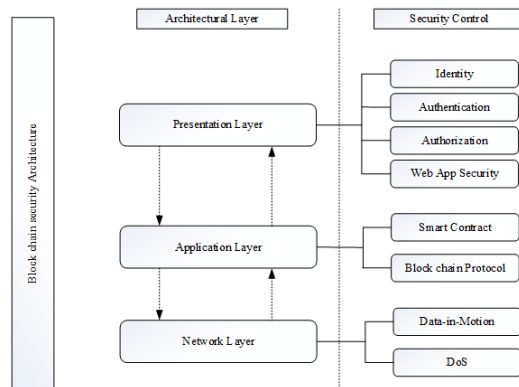 Architectural Layer
Security Control
Block chain security Architecture
Presentation Layer
Identity
Authentication
Authorization
Web App Security
Application Layer
Smart Contract
Block chain Protocol
Network Layer
Data-in-Motion
DoS